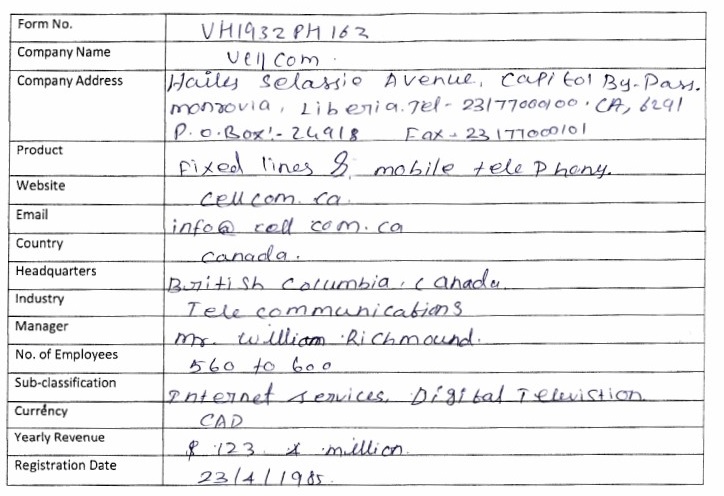 Form No. VH1932PH162
Company Name Vellcom.
Company Address Hailes Selassie Avenue, Capitol By-Pass.
monrovia, Liberia. Tel - 23177000100. CA, 6291
P.O.Box:- 24918 Fax - 23177000101
Product Fixed lines & mobile telephony.
Website cellcom.ca.
Email info@cellcom.ca
Country Canada.
Headquarters British Columbia, Canada.
Industry Telecommunications
Manager Mr. William Richmound.
No. of Employees 560 to 600
Sub-classification Internet services, Digital Televistion
Currency CAD
Yearly Revenue $ 123 million.
Registration Date 23/4/1985.